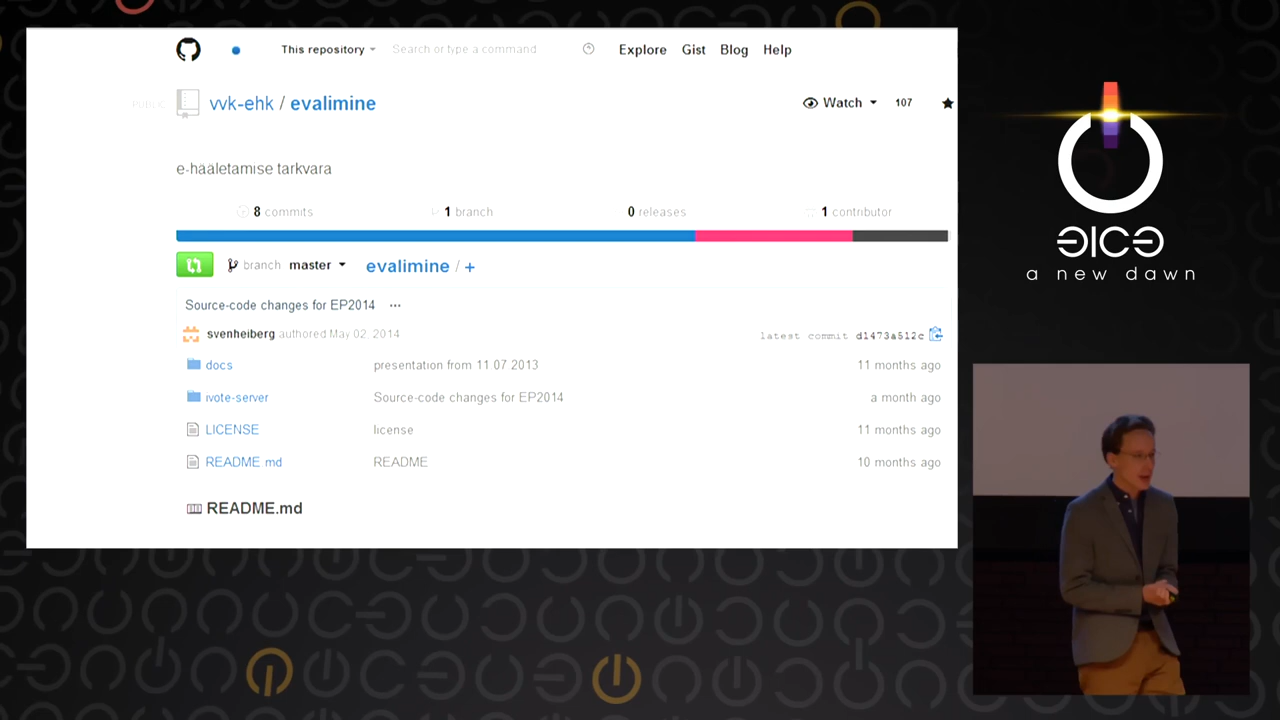 This repository Search or type a command Explore Gist Blog Help
PUBLIC vvk-ehk / evalimine Watch 107
e-hääletamise tarkvara
8 commits 1 branch 0 releases 1 contributor
branch master evalimine / +
Source-code changes for EP2014 ...
svenheiberg authored May 02, 2014 latest commit d1473a512c
docs presentation from 11.07.2013 11 months ago
ivote-server Source-code changes for EP2014 a month ago
LICENSE license 11 months ago
README.md README 10 months ago
README.md
a new dawn